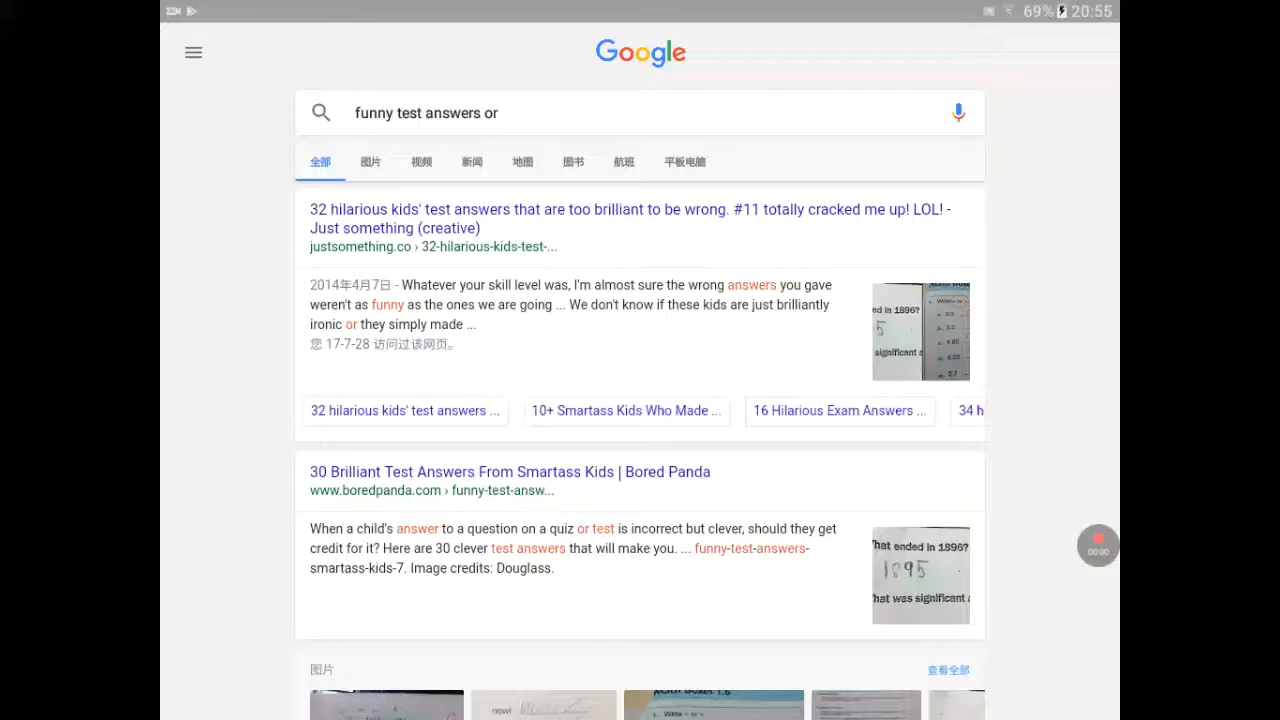 69% 20:55
Google
funny test answers or
全部 图片 视频 新闻 地图 图书 航班 平板电脑
32 hilarious kids' test answers that are too brilliant to be wrong. #11 totally cracked me up! LOL! -
Just something (creative)
justsomething.co › 32-hilarious-kids-test-...
2014年4月7日 - Whatever your skill level was, I'm almost sure the wrong answers you gave
weren't as funny as the ones we are going ... We don't know if these kids are just brilliantly
ironic or they simply made ...
您 17-7-28 访问过该网页。
ed in 1896?
5
significant a
32 hilarious kids' test answers ... 10+ Smartass Kids Who Made ... 16 Hilarious Exam Answers ... 34 h
30 Brilliant Test Answers From Smartass Kids | Bored Panda
www.boredpanda.com › funny-test-answ...
When a child's answer to a question on a quiz or test is incorrect but clever, should they get
credit for it? Here are 30 clever test answers that will make you. ... funny-test-answers-
smartass-kids-7. Image credits: Douglass.
hat ended in 1896?
1895
hat was significant a
00:00
图片 查看全部
now!